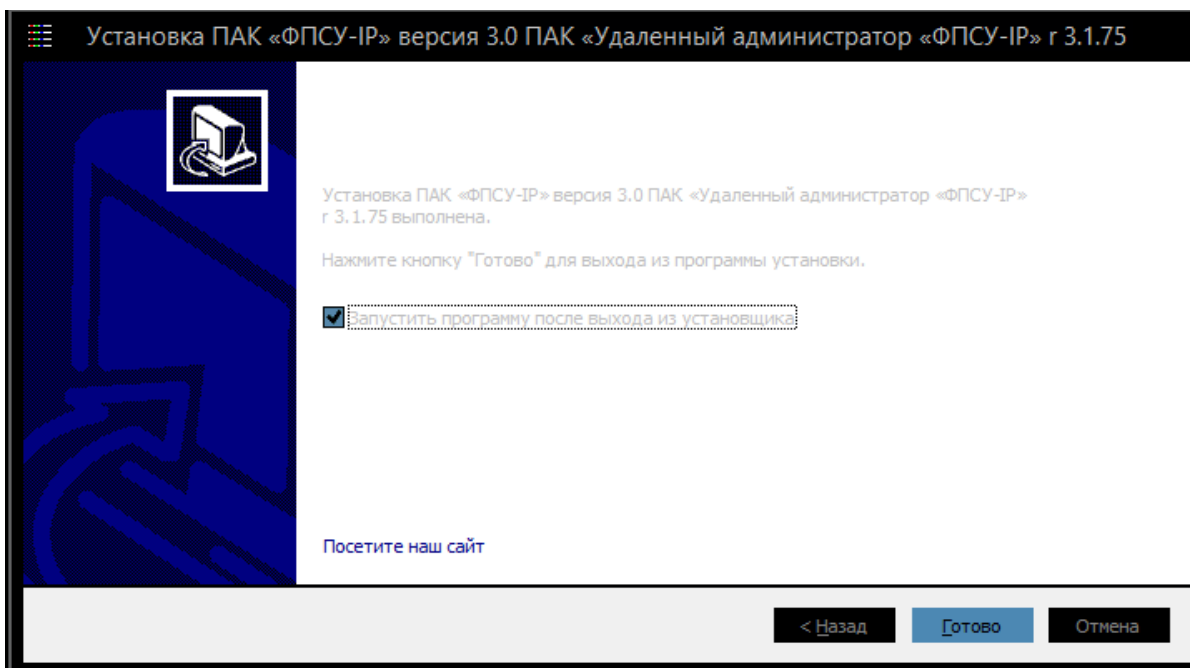 Установка ПАК «ФПСУ-IP» версия 3.0 ПАК «Удаленный администратор «ФПСУ-IP» r 3.1.75
Установка ПАК «ФПСУ-IP» версия 3.0 ПАК «Удаленный администратор «ФПСУ-IP»
r 3.1.75 выполнена.
Нажмите кнопку "Готово" для выхода из программы установки.
Запустить программу после выхода из установщика
Посетите наш сайт
< Назад Готово Отмена